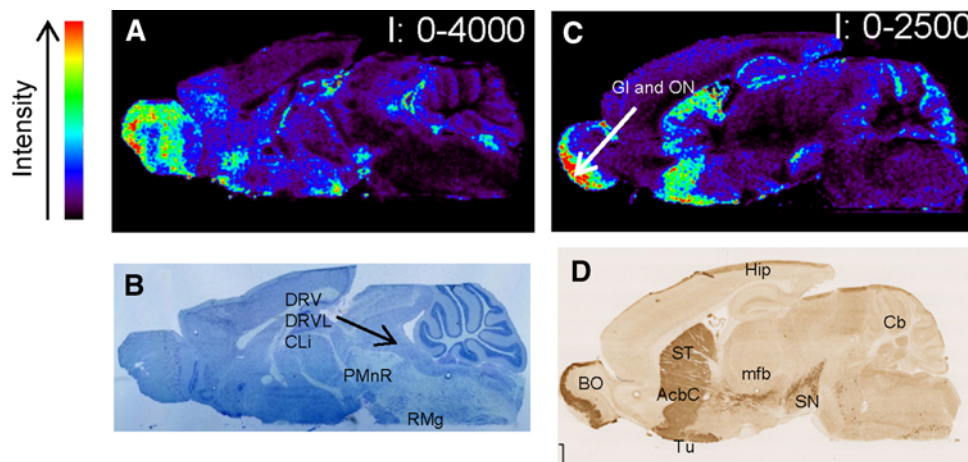 Intensity
A
I: 0-4000
C
I: 0-2500
GI and ON
B
DRV
DRVL
CLi
PMnR
RMg
D
Hip
Cb
ST
mfb
BO
AcbC
SN
Tu